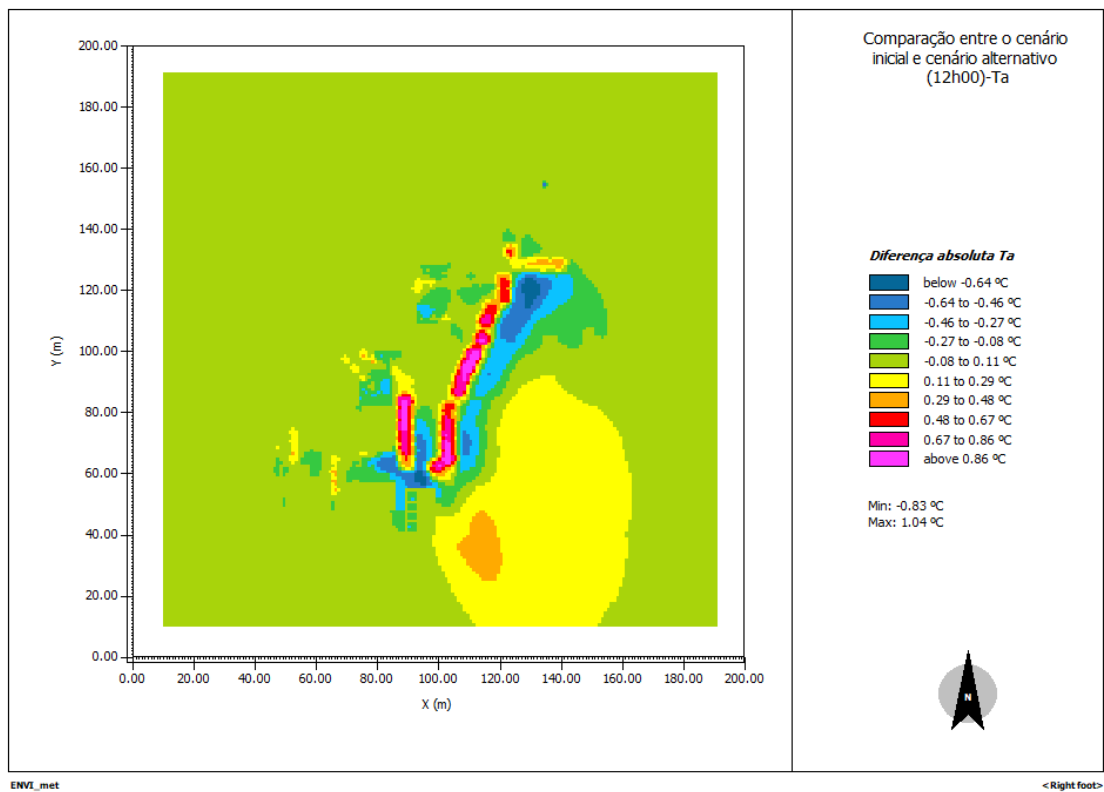 Comparação entre o cenário
inicial e cenário alternativo
(12h00)-Ta
200.00
180.00
160.00
140.00
120.00
100.00
80.00
60.00
40.00
20.00
0.00
Y (m)
0.00 20.00 40.00 60.00 80.00 100.00 120.00 140.00 160.00 180.00 200.00
X (m)
Diferença absoluta Ta
below -0.64 ºC
-0.64 to -0.46 ºC
-0.46 to -0.27 ºC
-0.27 to -0.08 ºC
-0.08 to 0.11 ºC
0.11 to 0.29 ºC
0.29 to 0.48 ºC
0.48 to 0.67 ºC
0.67 to 0.86 ºC
above 0.86 ºC
Min: -0.83 ºC
Max: 1.04 ºC
N
ENVI_met
<Right foot>